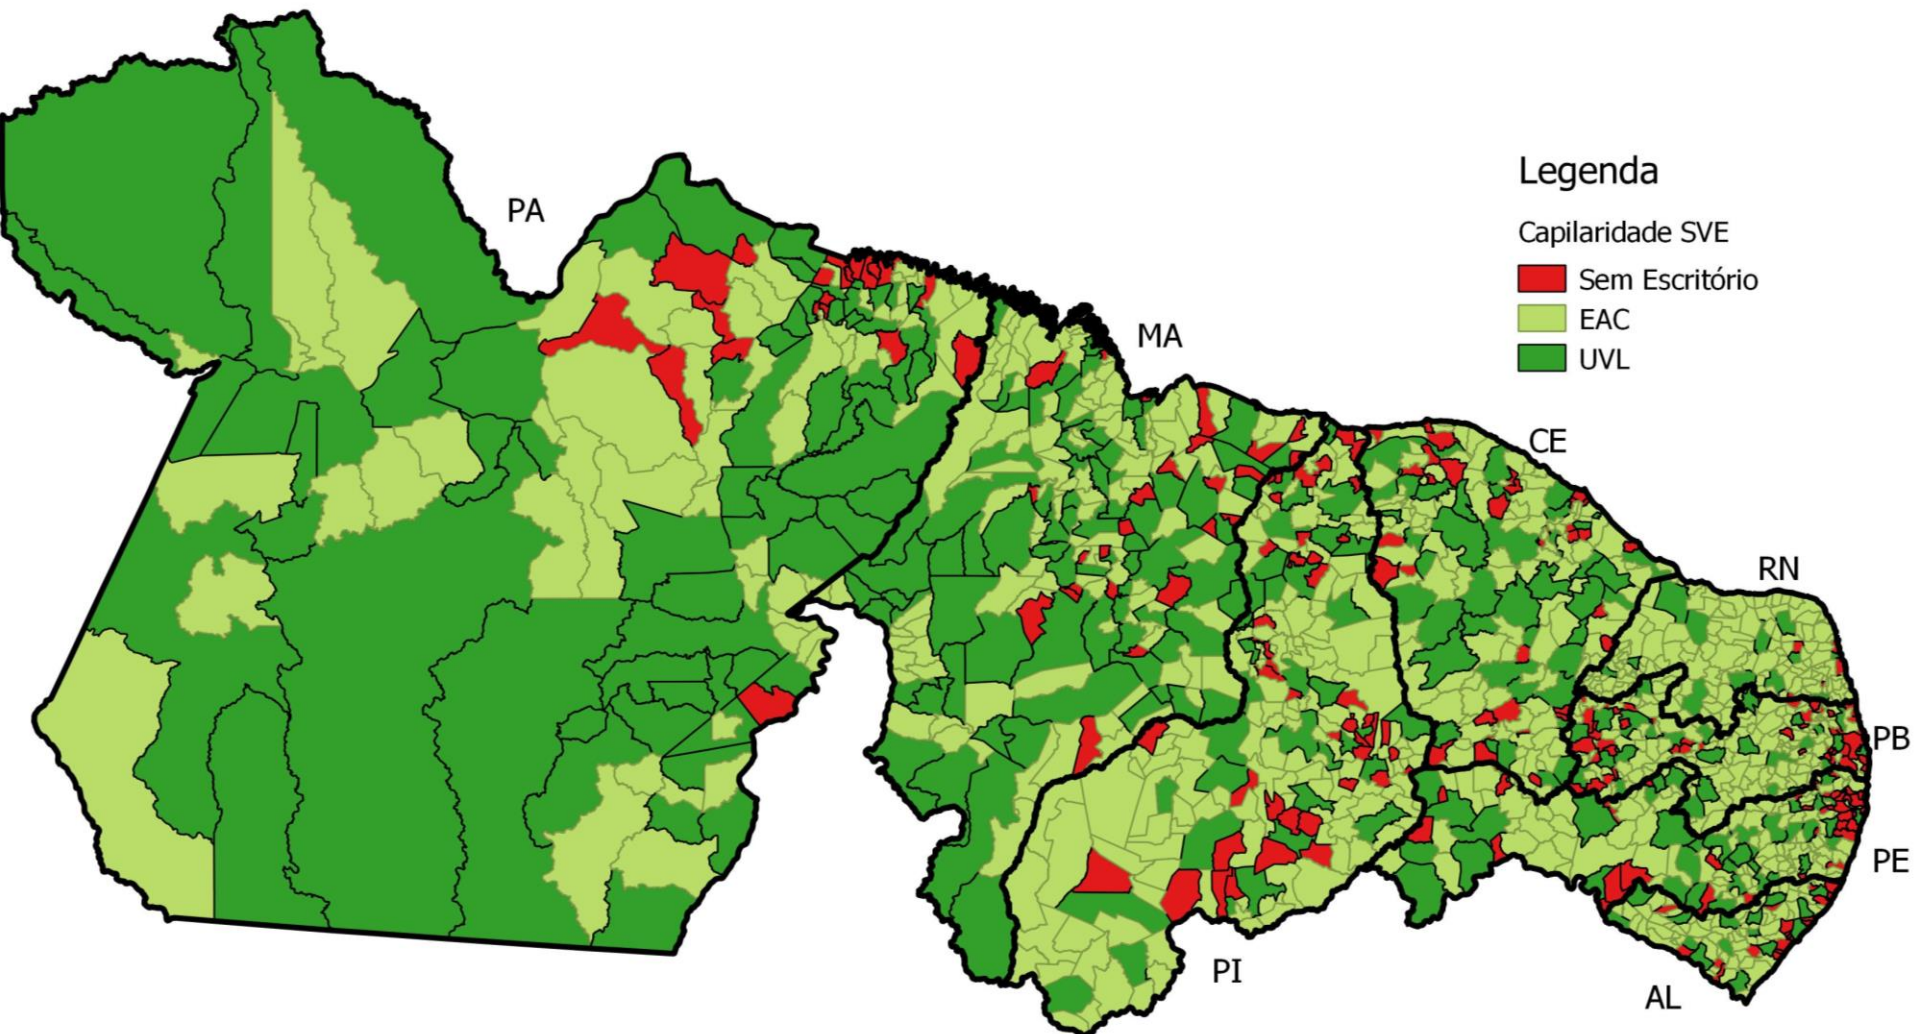 Legenda
Capilaridade SVE
Sem Escritório
EAC
UVL
PA
MA
CE
RN
PB
PE
PI
AL